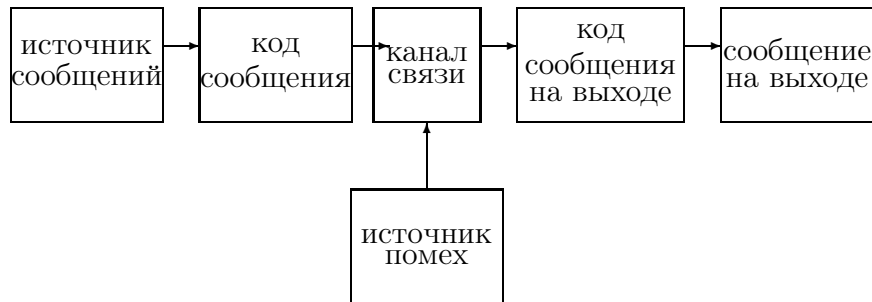 источник
сообщений
код
сообщения
канал
связи
код
сообщения
на выходе
сообщение
на выходе
источник
помех